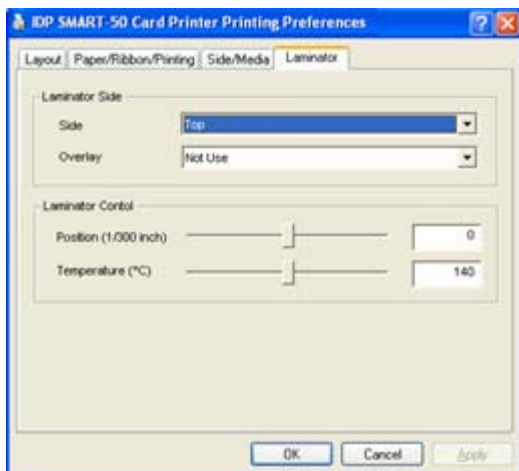 IDP SMART-50 Card Printer Printing Preferences
Layout Paper/Ribbon/Printing Side/Media Laminator
Laminator Side
Side Top
Overlay Not Use
Laminator Contol
Position (1/000 inch) 0
Temperature (°C) 140
OK Cancel Apply